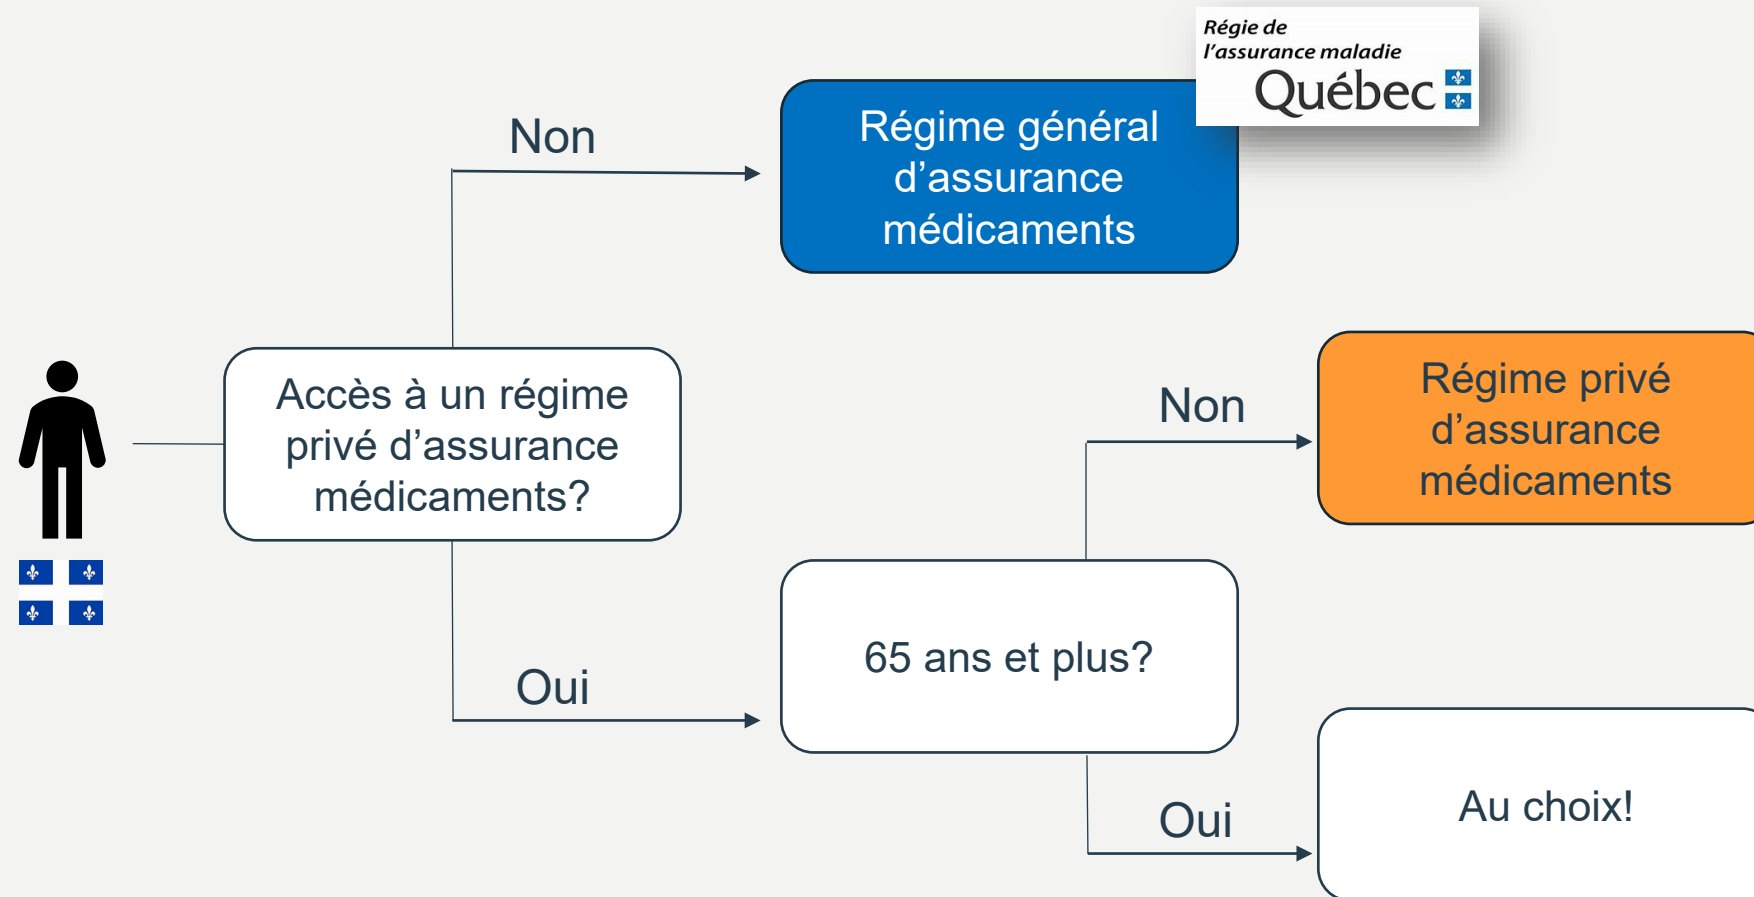 Régie de
l'assurance maladie
Québec
Non
Régime général
d'assurance
médicaments
Accès à un régime
privé d'assurance
médicaments?
Non
Régime privé
d'assurance
médicaments
65 ans et plus?
Oui
Oui
Au choix!